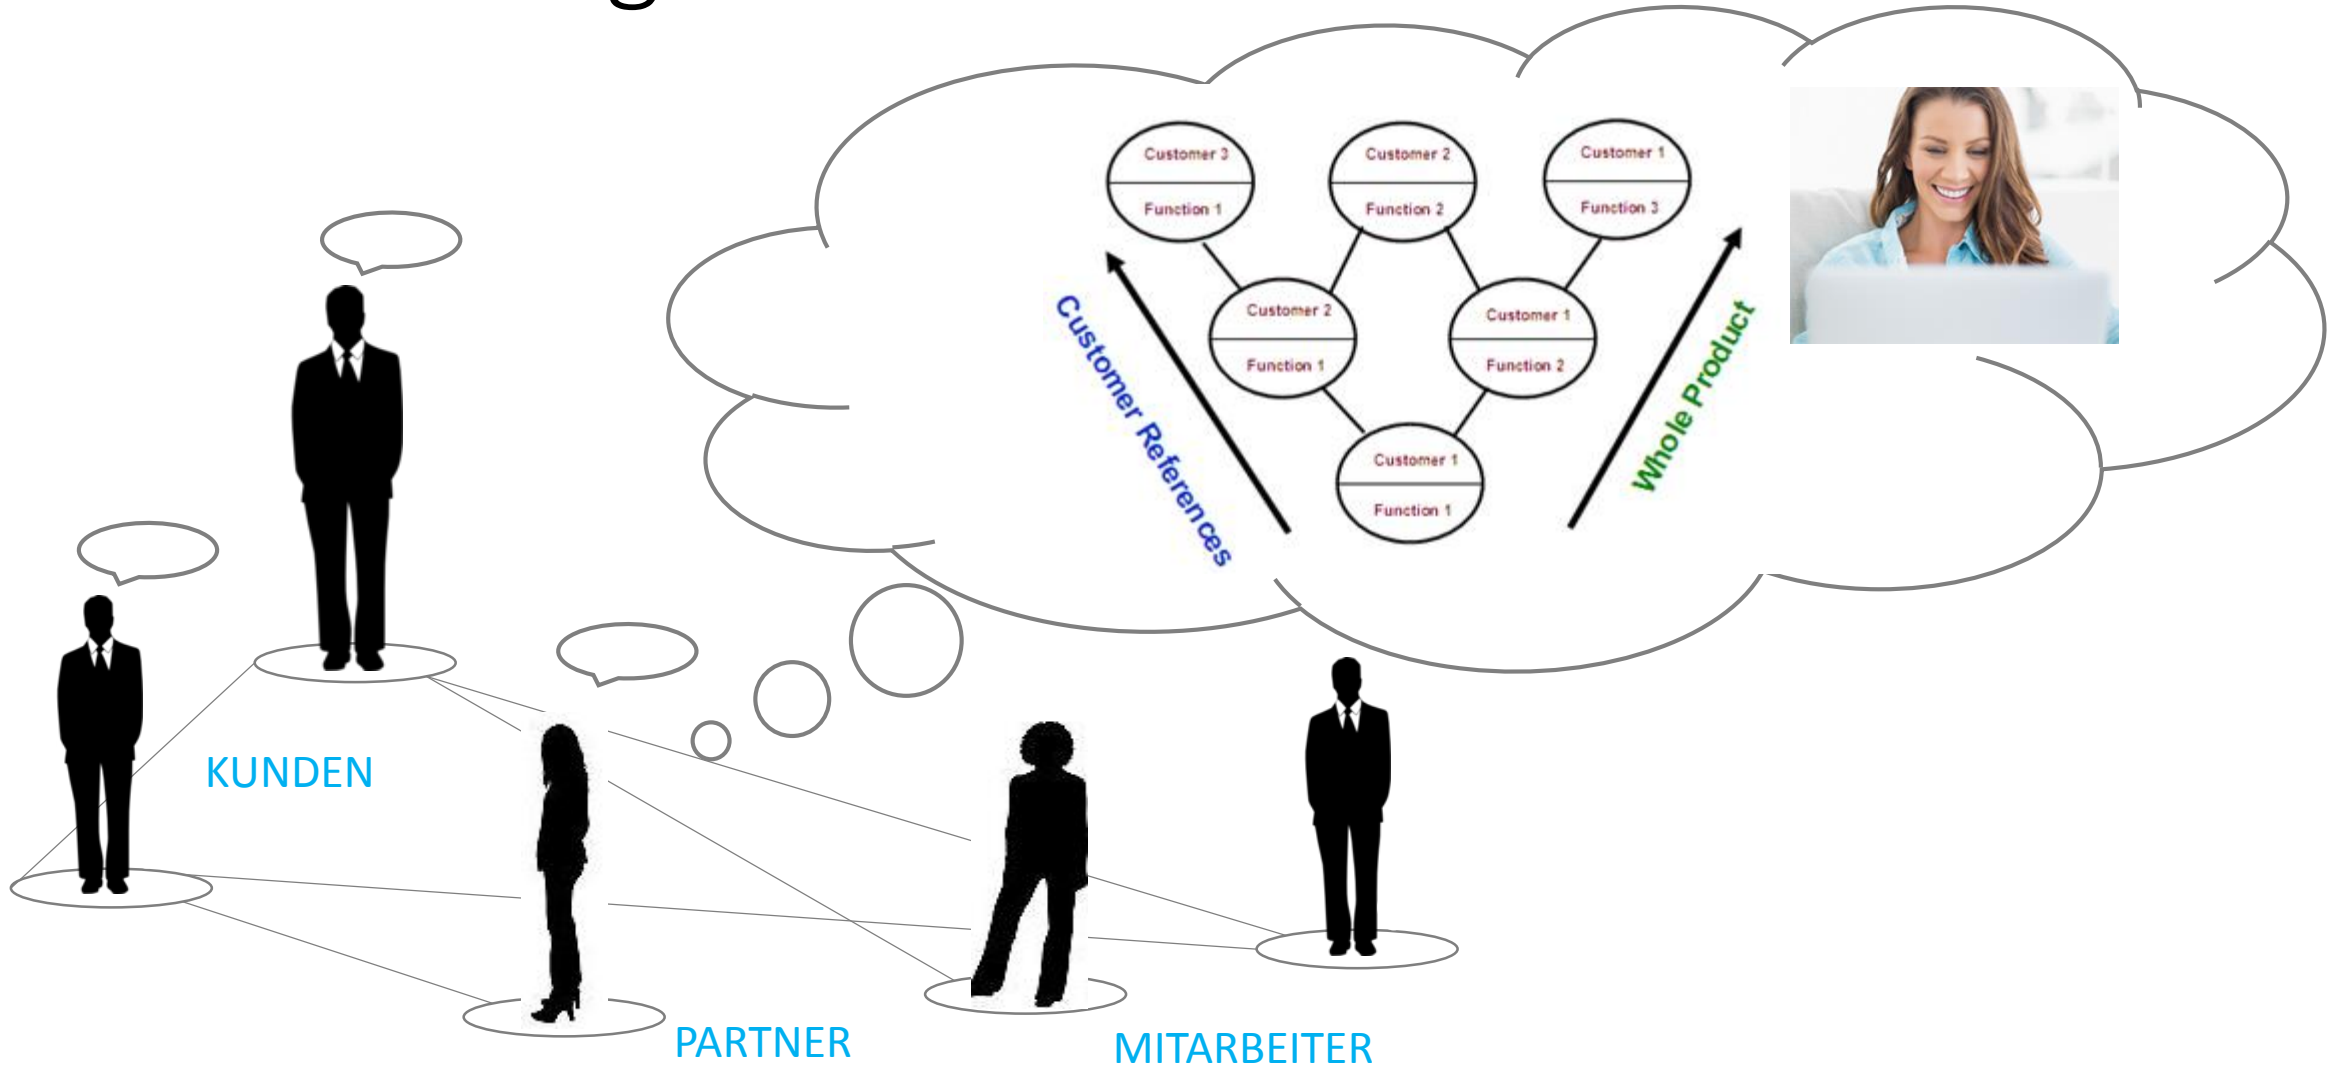 Customer 3
Function 1
Customer 2
Function 2
Customer 1
Function 3
Customer 2
Function 1
Customer 1
Function 2
Customer 1
Function 1
Customer References
Whole Product
KUNDEN
PARTNER
MITARBEITER